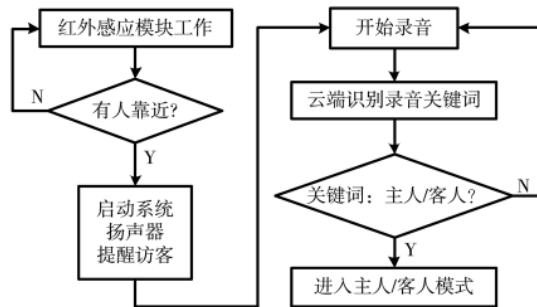 红外感应模块工作
有人靠近?
N
Y
启动系统
扬声器
提醒访客
开始录音
云端识别录音关键词
关键词：主人/客人?
N
Y
进入主人/客人模式